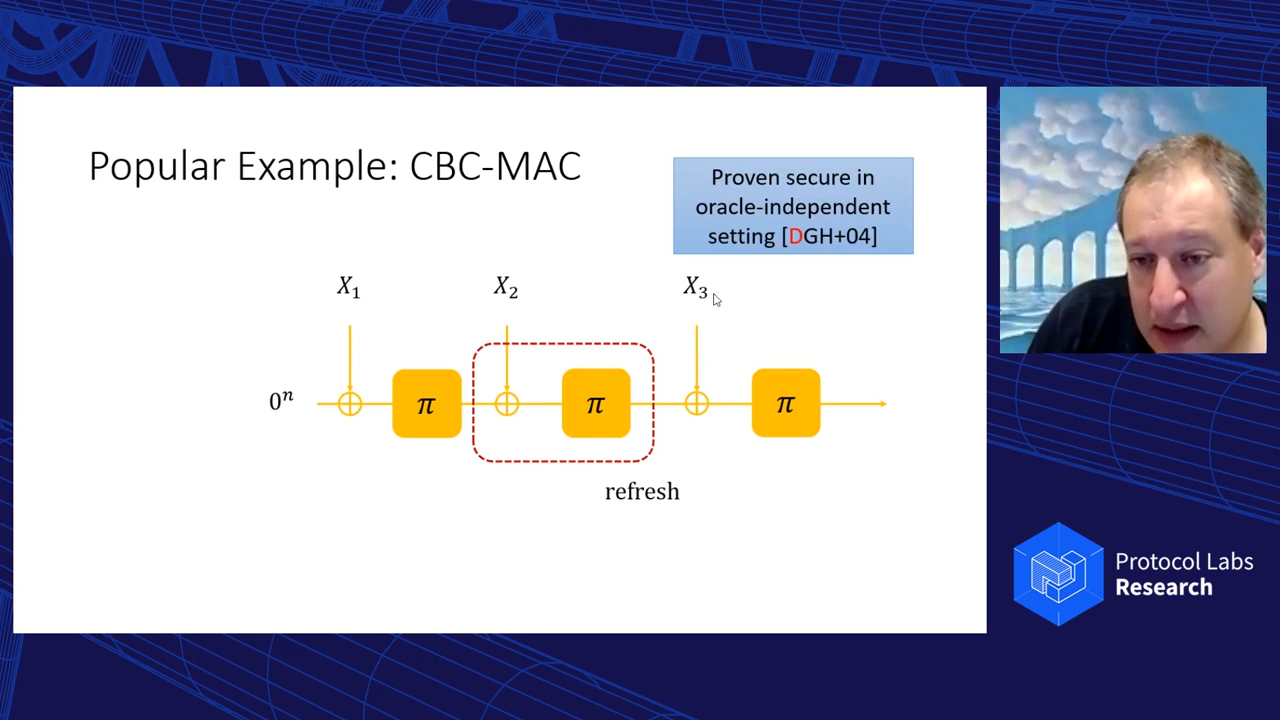 Popular Example: CBC-MAC
Proven secure in
oracle-independent
setting [DGH+04]
X₁
X₂
X₃
0ⁿ
π
π
π
refresh
Protocol Labs
Research